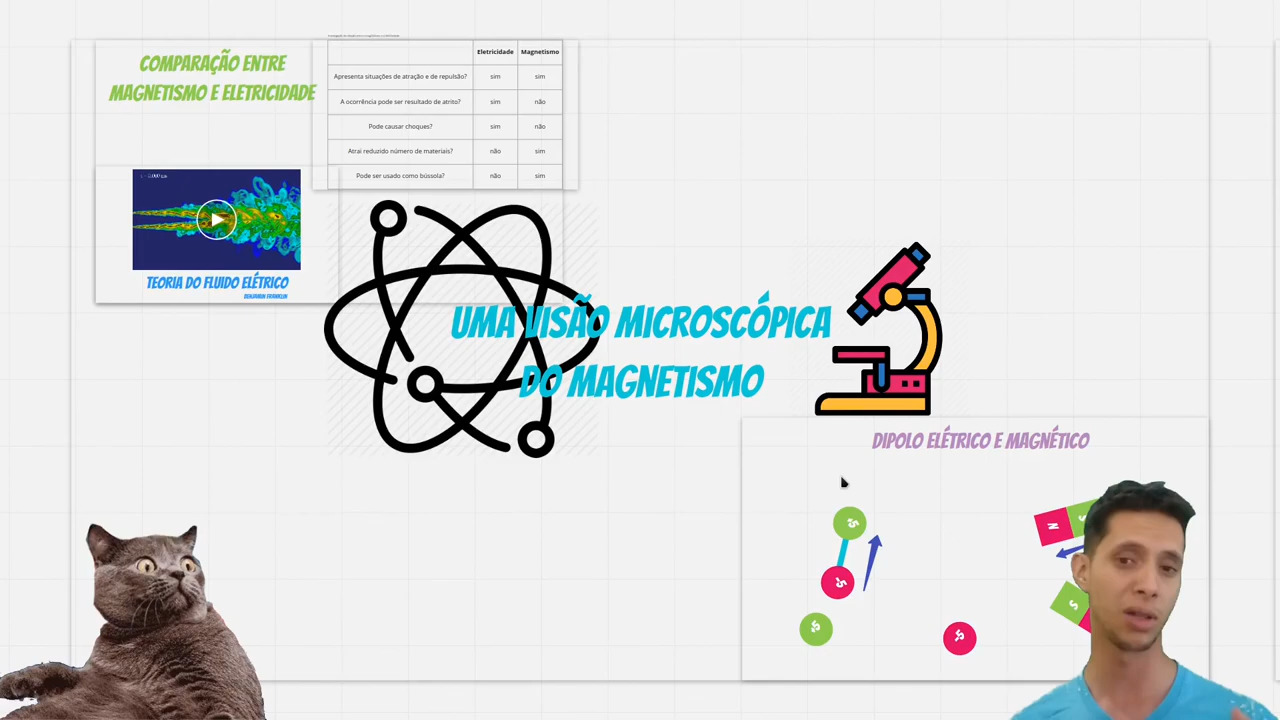 COMPARAÇÃO ENTRE
MAGNETISMO E ELETRICIDADE
Eletricidade Magnetismo
Apresenta situações de atração e de repulsão? sim sim
A ocorrência pode ser resultado de atrito? sim não
Pode causar choques? sim não
Atrai reduzido número de materiais? não sim
Pode ser usado como bússola? não sim
TEORIA DO FLUIDO ELÉTRICO
BENJAMIN FRANKLIN
UMA VISÃO MICROSCÓPICA
DO MAGNETISMO
DIPOLO ELÉTRICO E MAGNÉTICO
N S
S